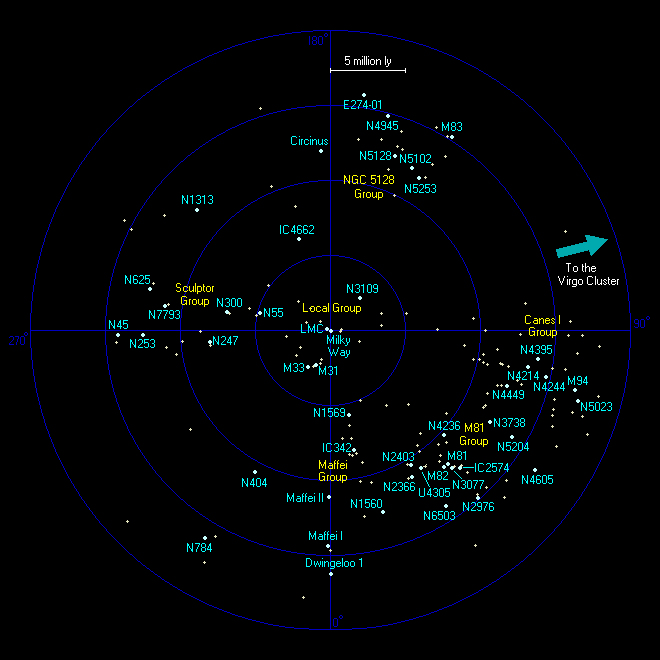 180°
5 million ly
E274-01
N4945
M83
Circinus
N5128
N5102
NGC 5128
Group
N5253
N1313
IC4662
To the
Virgo Cluster
N625
Sculptor
Group
N7793
N300
N55
N3109
Local Group
LMC
Milky
Way
Canes I
Group
90°
270°
N45
N253
N247
M33
M31
N4395
N4214
N4244
M94
N4449
N5023
N1569
N4236
M81
Group
N3738
N5204
IC342
Maffei
Group
N2403
M81
IC2574
M82
N3077
N4605
N404
N2366
U4305
N2976
Maffei II
N1560
N6503
N784
Maffei I
Dwingeloo 1
0°